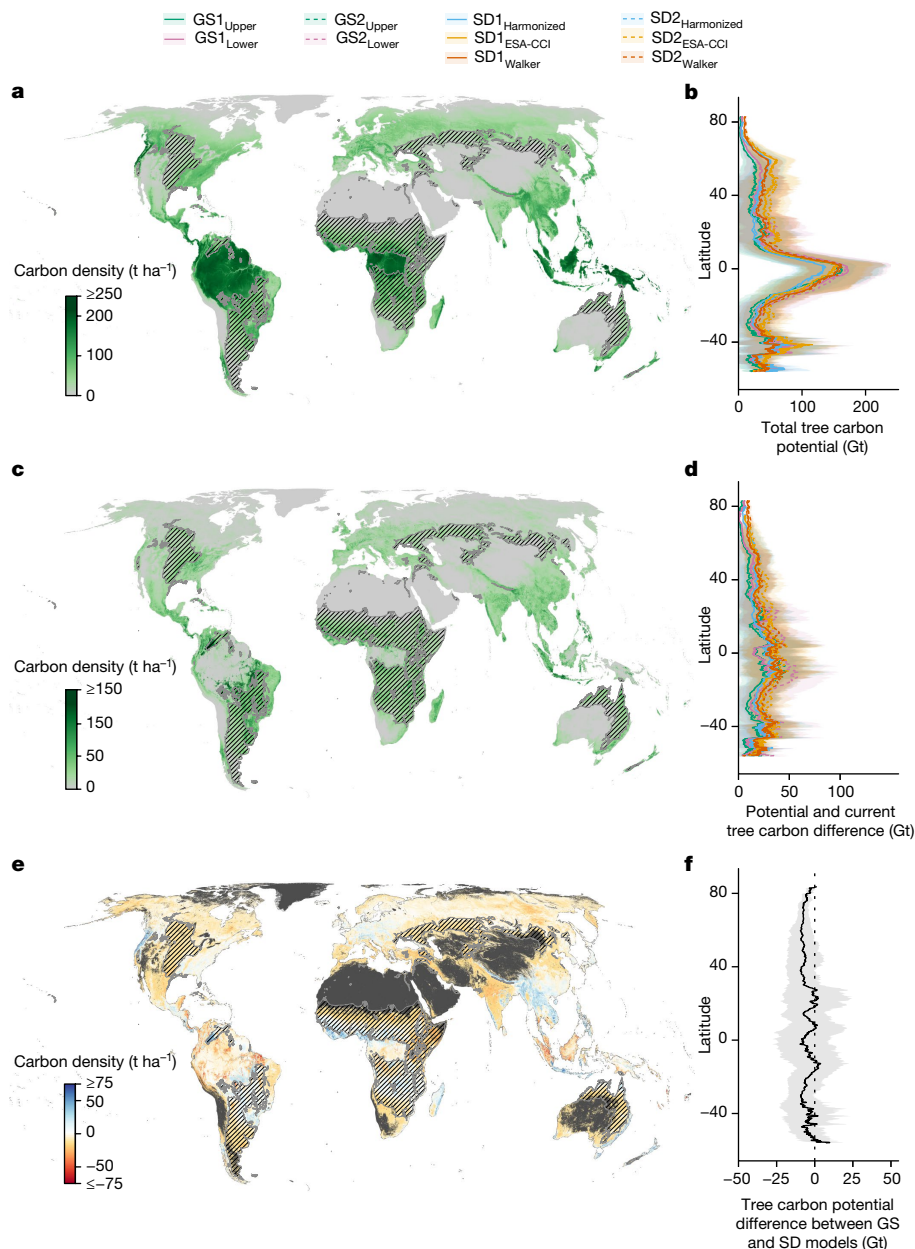 GS1Upper GS2Upper SD1Harmonized SD2Harmonized
GS1Lower GS2Lower SD1ESA-CCI SD2ESA-CCI
SD1Walker SD2Walker
a
Carbon density (t ha−1)
≥250
200
100
0
b
80
40
0
−40
Latitude
0 100 200
Total tree carbon
potential (Gt)
c
Carbon density (t ha−1)
≥150
100
50
0
d
80
40
0
−40
Latitude
0 50 100
Potential and current
tree carbon difference (Gt)
e
Carbon density (t ha−1)
≥75
50
0
−50
≤−75
f
80
40
0
−40
Latitude
−50 −25 0 25 50
Tree carbon potential
difference between GS
and SD models (Gt)